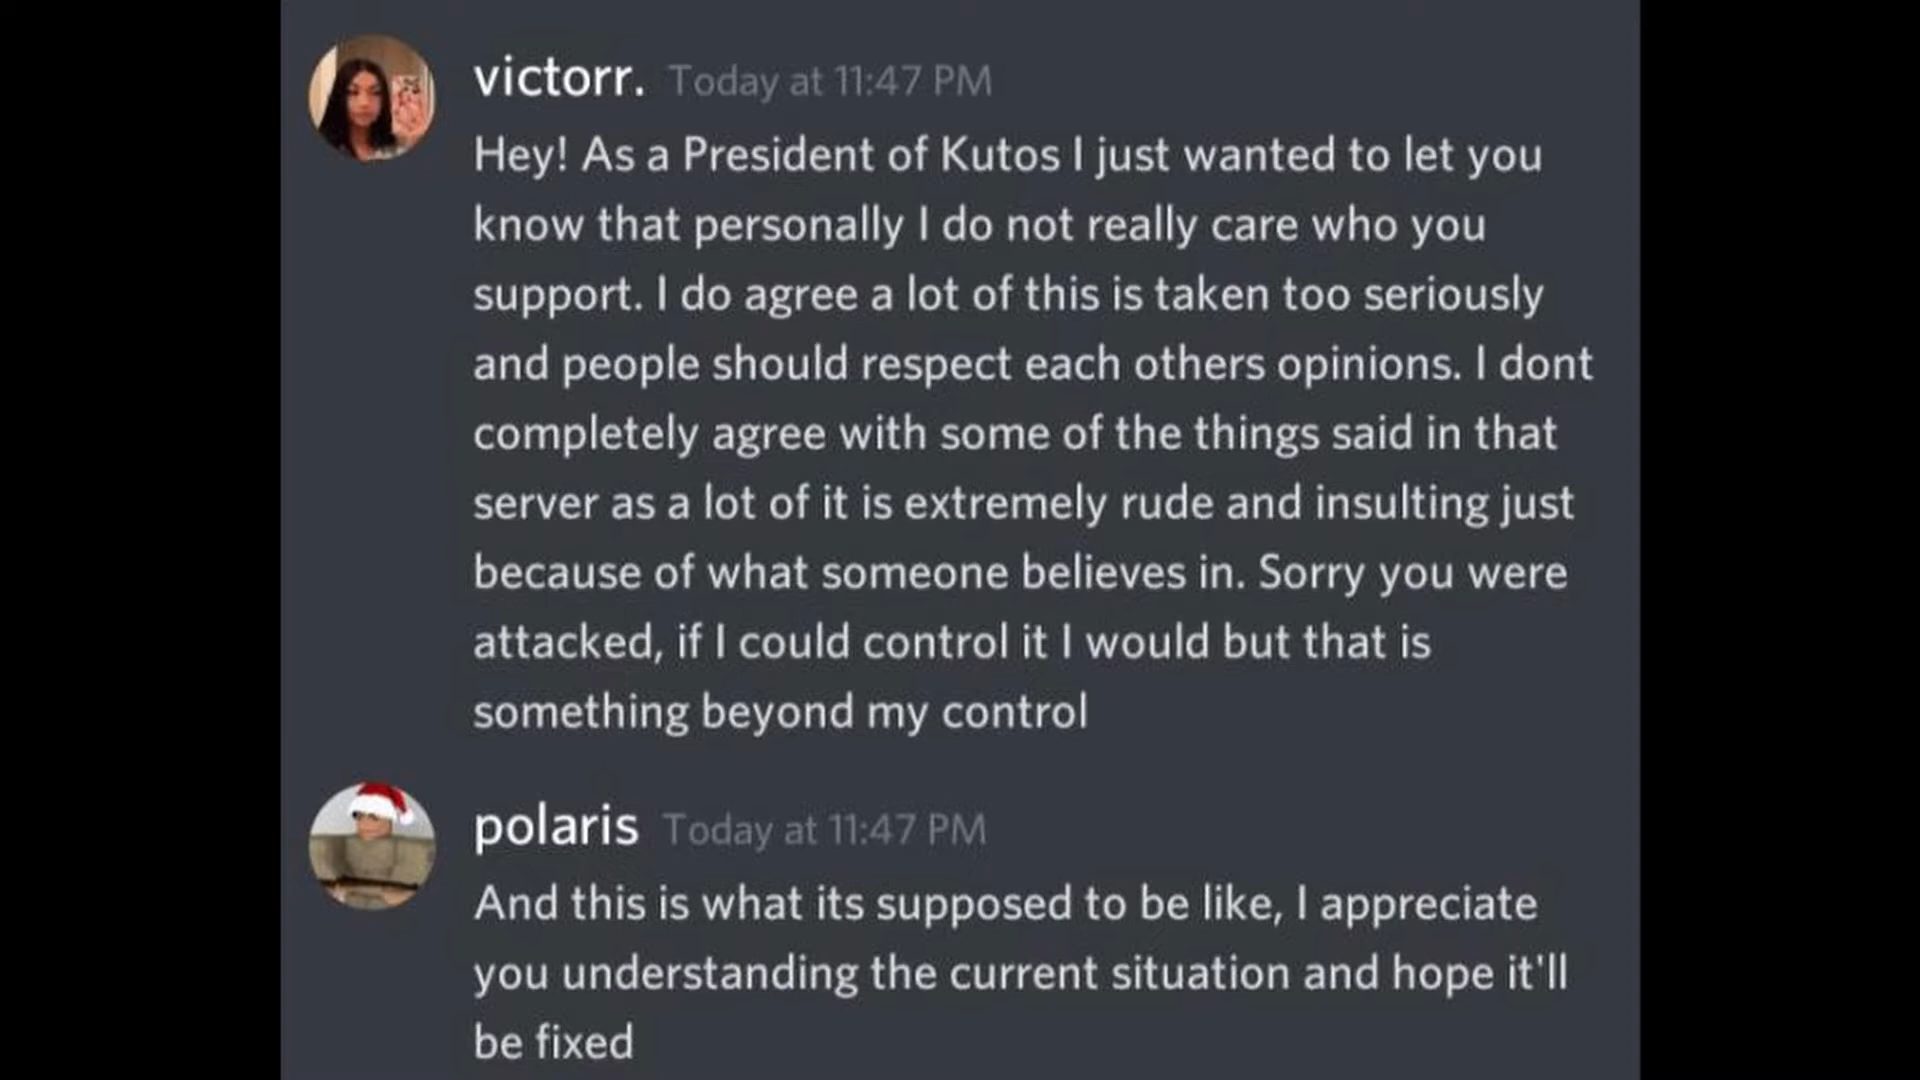 victorr. Today at 11:47 PM
Hey! As a President of Kutos I just wanted to let you
know that personally I do not really care who you
support. I do agree a lot of this is taken too seriously
and people should respect each others opinions. I dont
completely agree with some of the things said in that
server as a lot of it is extremely rude and insulting just
because of what someone believes in. Sorry you were
attacked, if I could control it I would but that is
something beyond my control
polaris Today at 11:47 PM
And this is what its supposed to be like, I appreciate
you understanding the current situation and hope it'll
be fixed